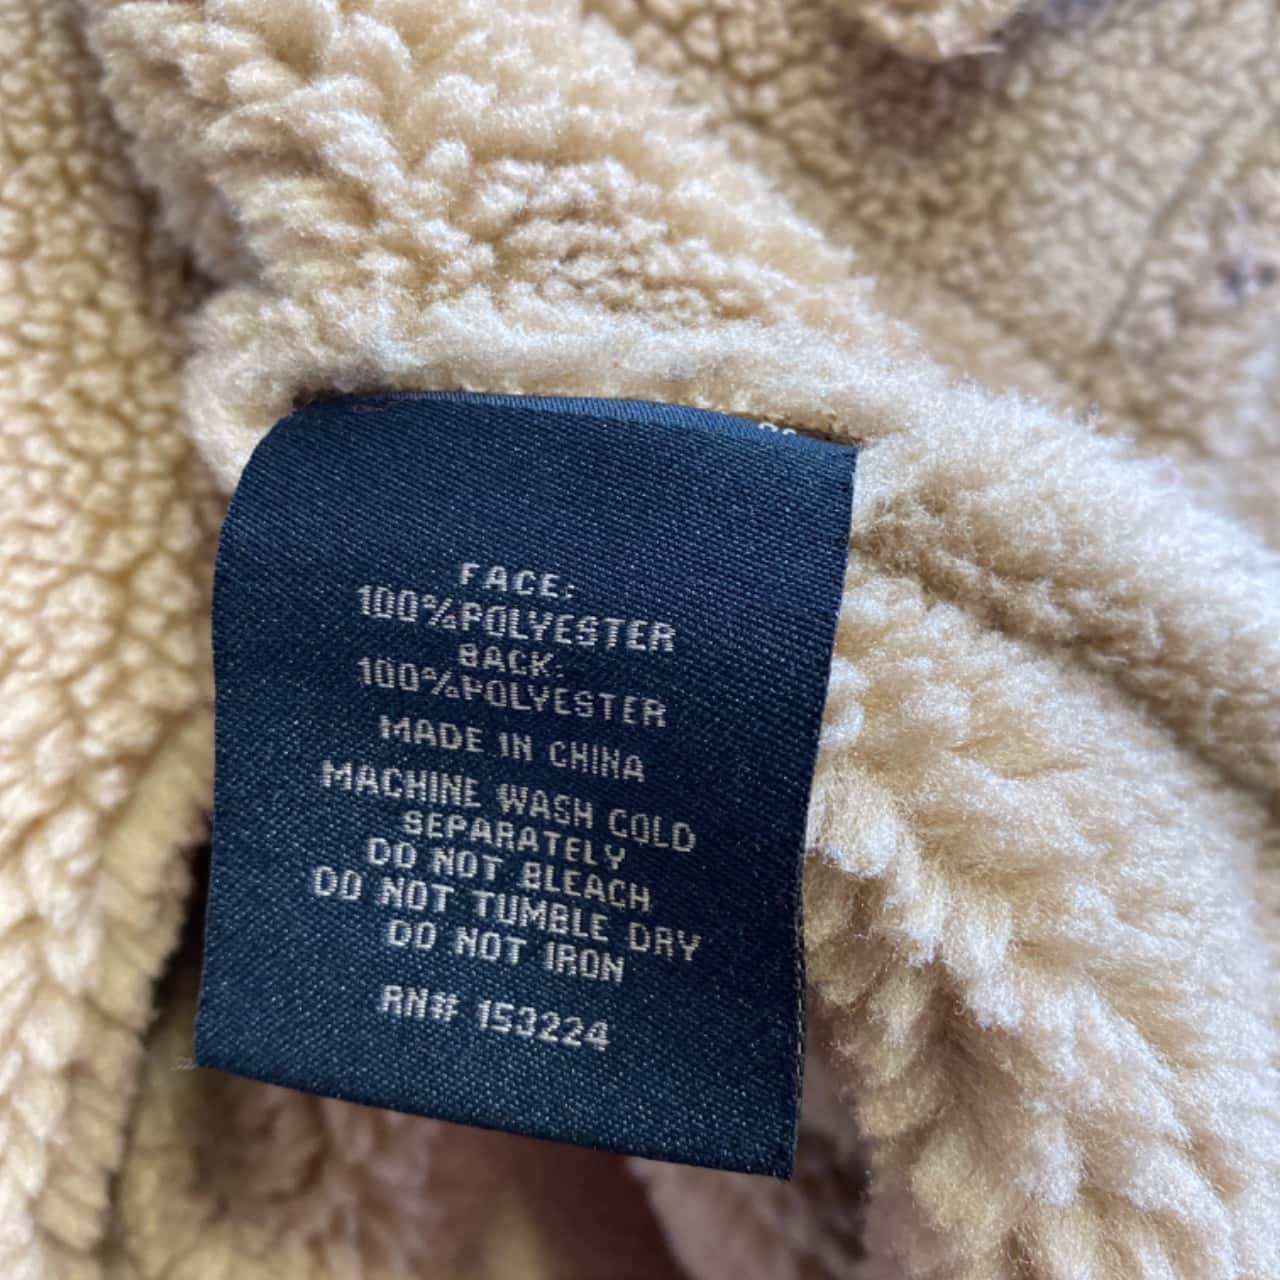 FACE:
100%POLYESTER
BACK:
100%POLYESTER
MADE IN CHINA
MACHINE WASH COLD
SEPARATELY
DO NOT BLEACH
DO NOT TUMBLE DRY
DO NOT IRON
RN# 153224